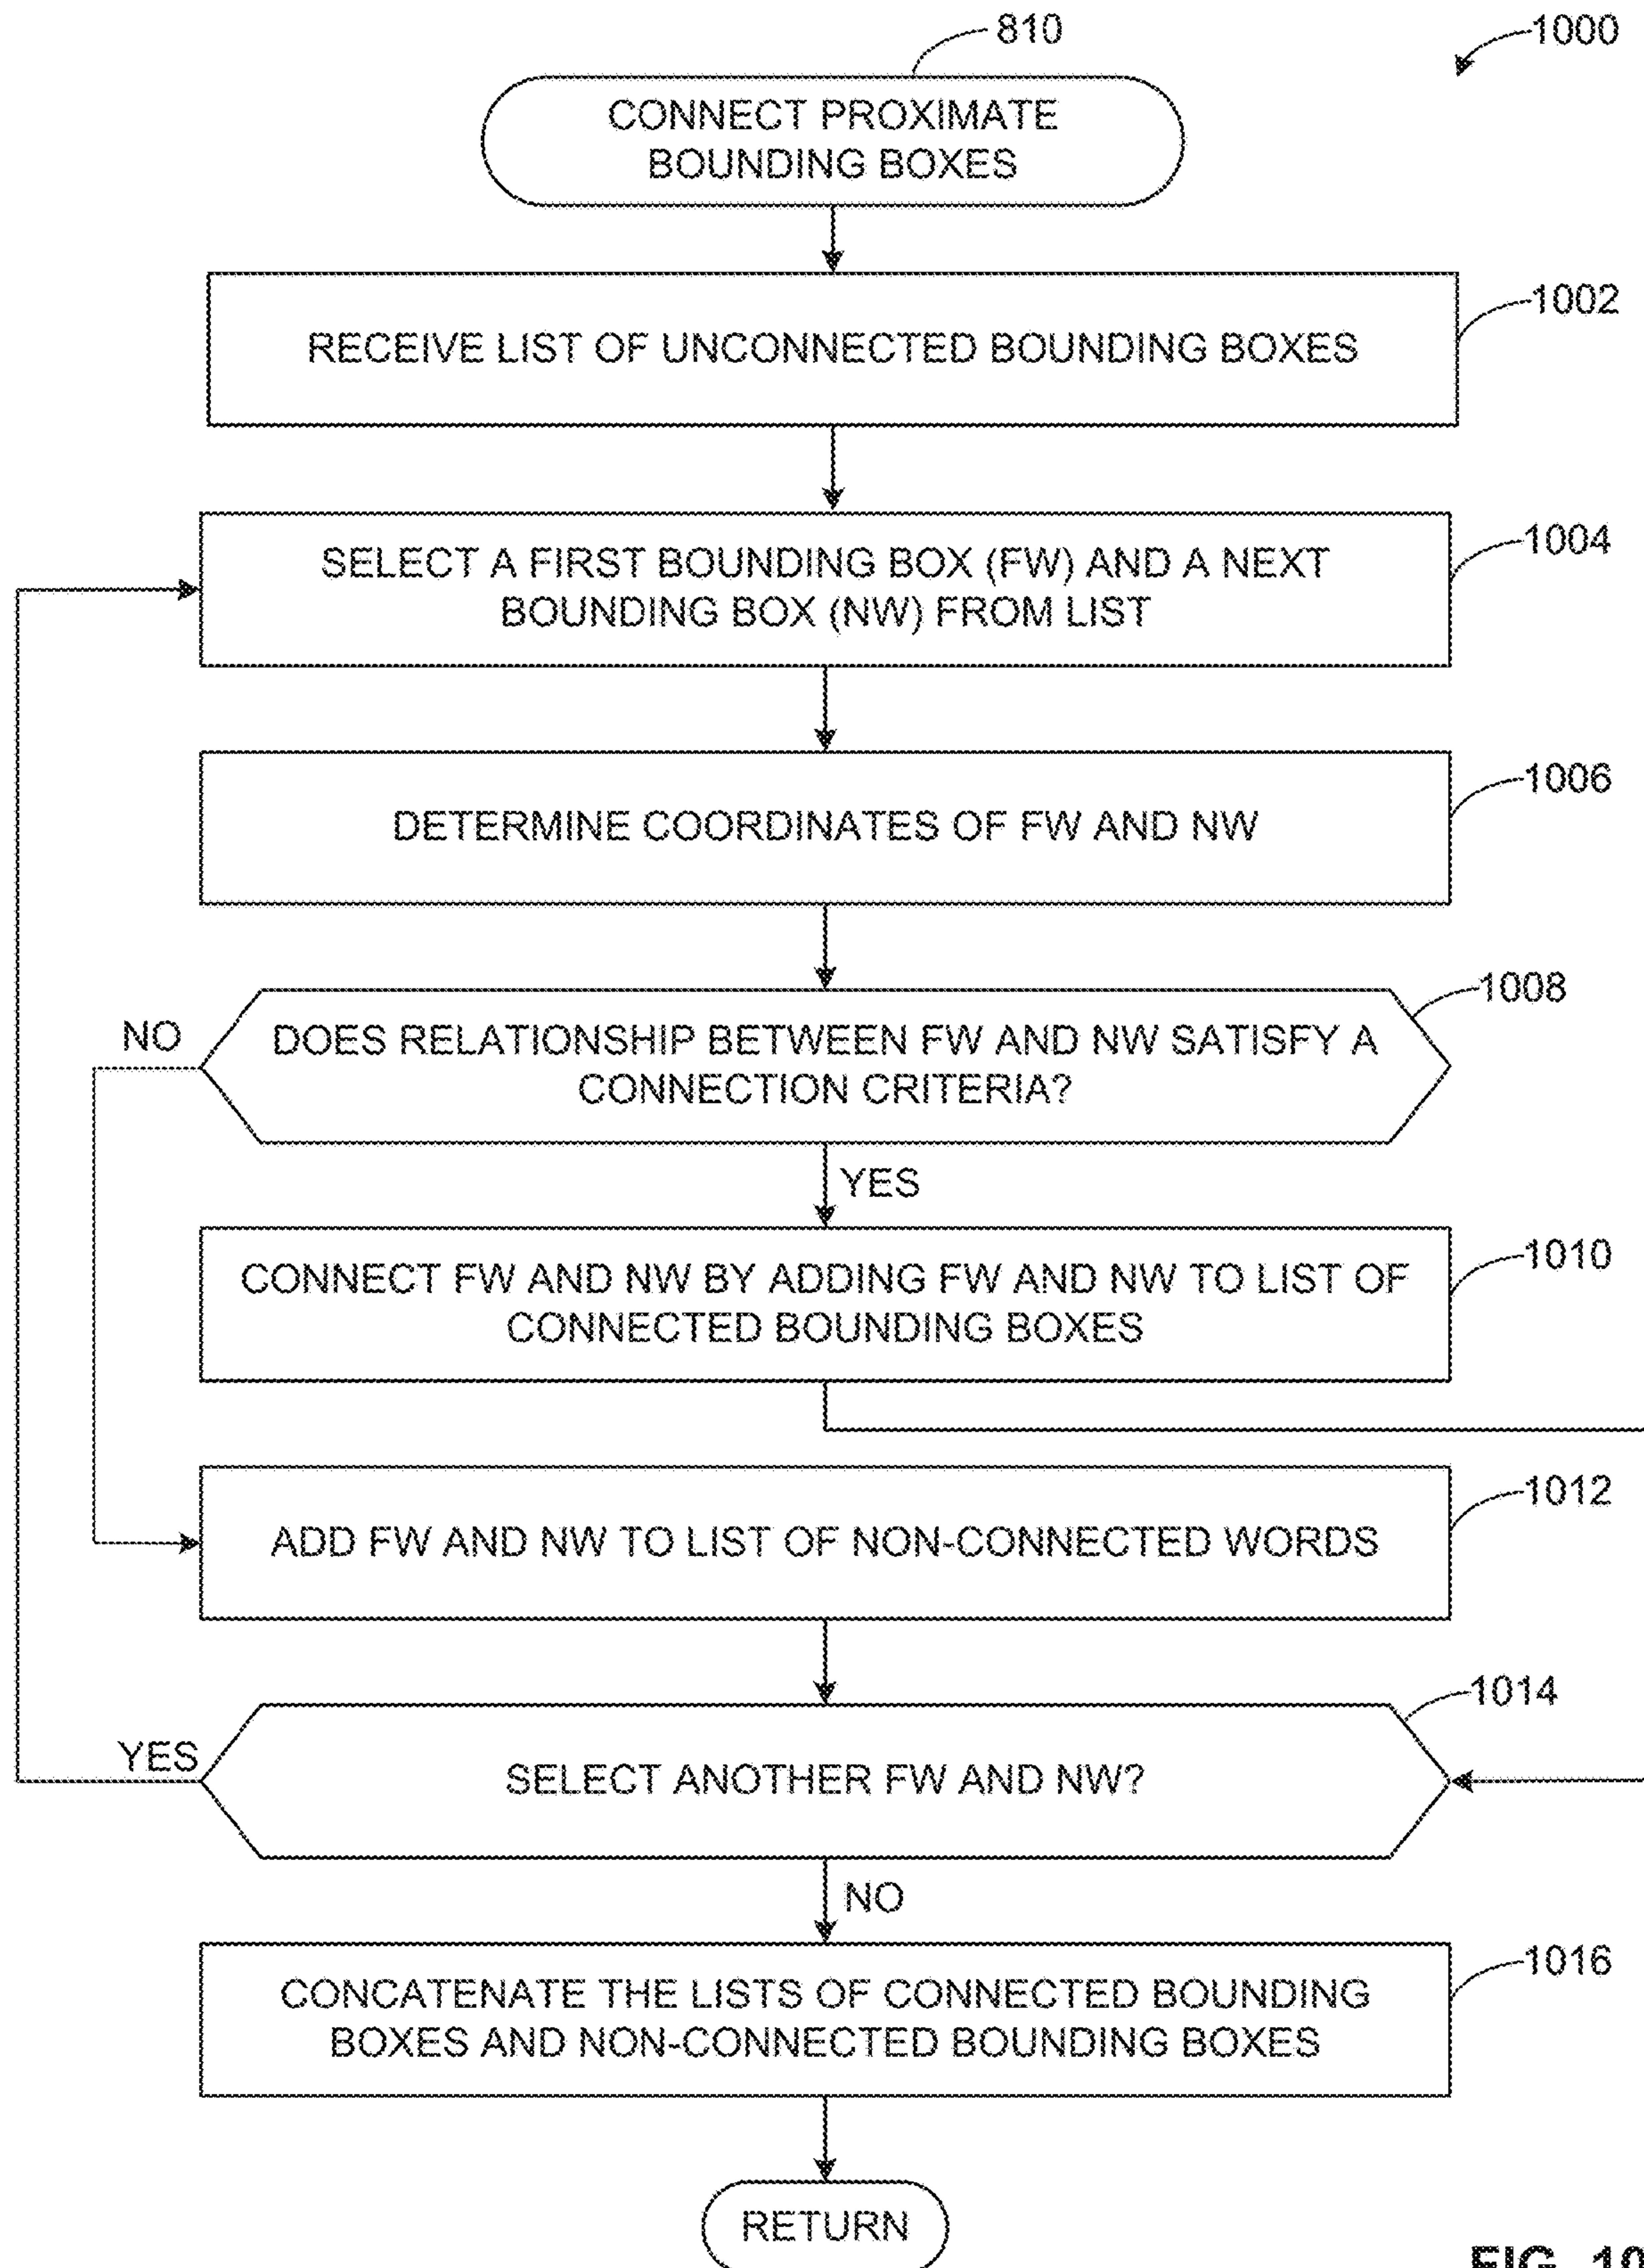 810
1000
CONNECT PROXIMATE
BOUNDING BOXES
1002
RECEIVE LIST OF UNCONNECTED BOUNDING BOXES
1004
SELECT A FIRST BOUNDING BOX (FW) AND A NEXT
BOUNDING BOX (NW) FROM LIST
1006
DETERMINE COORDINATES OF FW AND NW
1008
NO
DOES RELATIONSHIP BETWEEN FW AND NW SATISFY A
CONNECTION CRITERIA?
YES
1010
CONNECT FW AND NW BY ADDING FW AND NW TO LIST OF
CONNECTED BOUNDING BOXES
1012
ADD FW AND NW TO LIST OF NON-CONNECTED WORDS
1014
YES
SELECT ANOTHER FW AND NW?
NO
1016
CONCATENATE THE LISTS OF CONNECTED BOUNDING
BOXES AND NON-CONNECTED BOUNDING BOXES
RETURN
FIG. 10